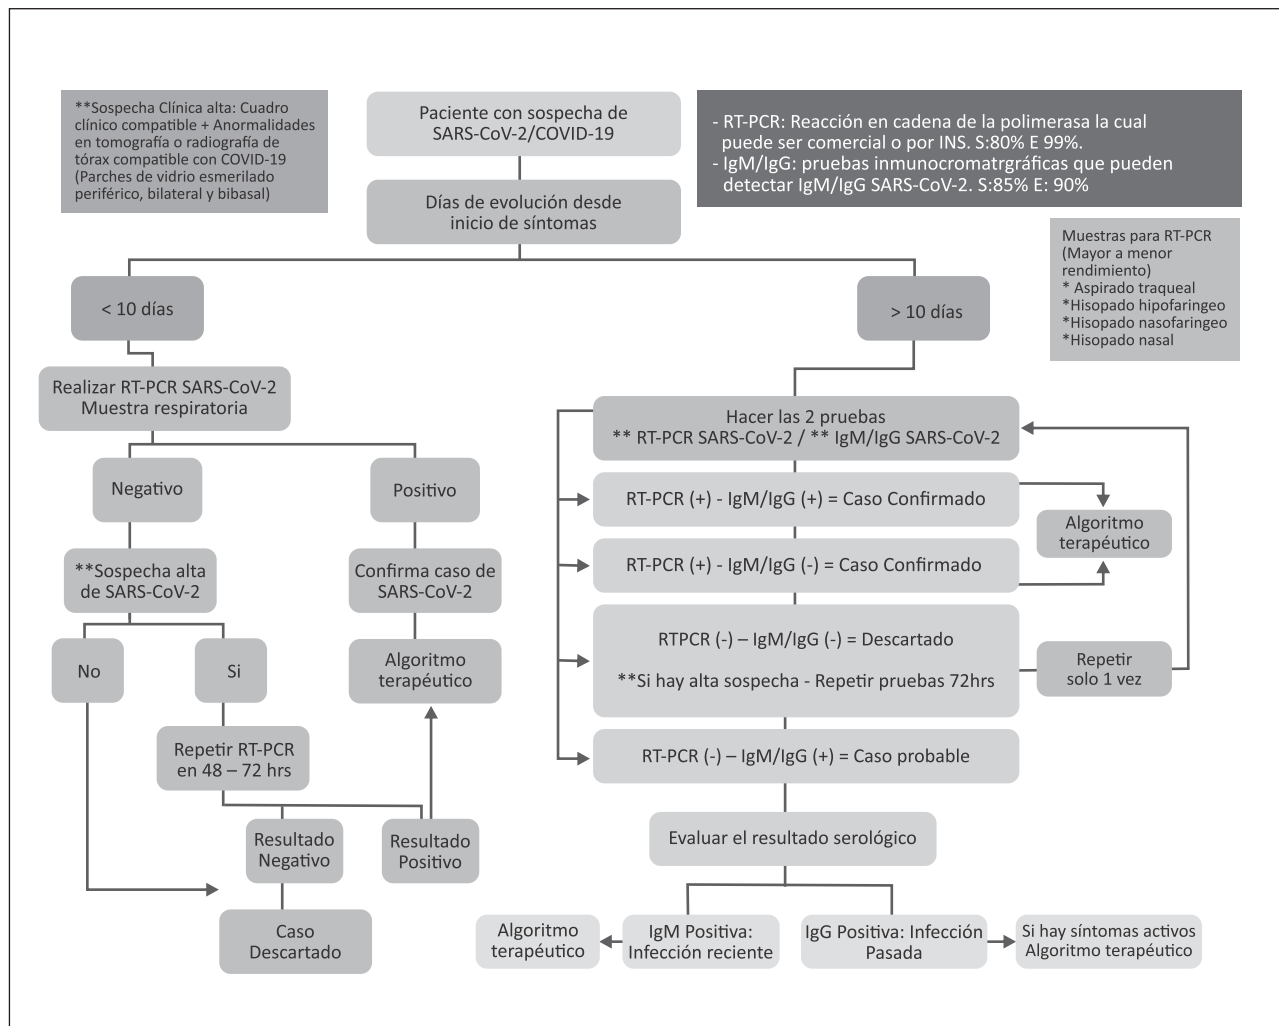 **Sospecha Clínica alta: Cuadro
clínico compatible + Anormalidades
en tomografía o radiografía de
tórax compatible con COVID-19
(Parches de vidrio esmerilado
periférico, bilateral y bibasal)
Paciente con sospecha de
SARS-CoV-2/COVID-19
- RT-PCR: Reacción en cadena de la polimerasa la cual
puede ser comercial o por INS. S:80% E 99%.
- IgM/IgG: pruebas inmunocromatrgráficas que pueden
detectar IgM/IgG SARS-CoV-2. S:85% E: 90%
Días de evolución desde
inicio de síntomas
Muestras para RT-PCR
(Mayor a menor
rendimiento)
* Aspirado traqueal
*Hisopado hipofaringeo
*Hisopado nasofaringeo
*Hisopado nasal
< 10 días
> 10 días
Realizar RT-PCR SARS-CoV-2
Muestra respiratoria
Negativo
Positivo
**Sospecha alta
de SARS-CoV-2
Confirma caso de
SARS-CoV-2
No
Si
Algoritmo
terapéutico
Repetir RT-PCR
en 48 – 72 hrs
Resultado
Negativo
Resultado
Positivo
Caso
Descartado
Hacer las 2 pruebas
** RT-PCR SARS-CoV-2 / ** IgM/IgG SARS-CoV-2
RT-PCR (+) - IgM/IgG (+) = Caso Confirmado
RT-PCR (+) - IgM/IgG (-) = Caso Confirmado
Algoritmo
terapéutico
RTPCR (-) – IgM/IgG (-) = Descartado
**Si hay alta sospecha - Repetir pruebas 72hrs
Repetir
solo 1 vez
RT-PCR (-) – IgM/IgG (+) = Caso probable
Evaluar el resultado serológico
Algoritmo
terapéutico
IgM Positiva:
Infección reciente
IgG Positiva: Infección
Pasada
Si hay síntomas activos
Algoritmo terapéutico